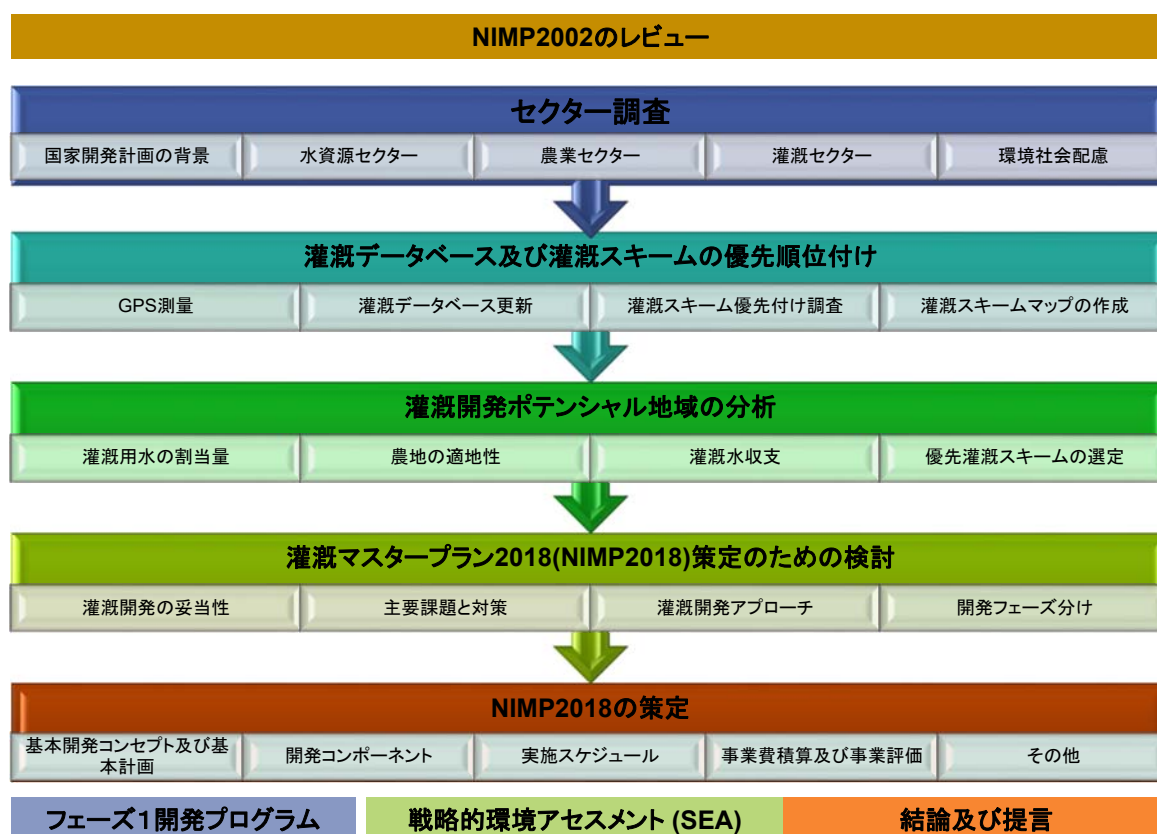 NIMP2002のレビュー
セクター調査
国家開発計画の背景
水資源セクター
農業セクター
灌漑セクター
環境社会配慮
灌漑データベース及び灌漑スキームの優先順位付け
GPS測量
灌漑データベース更新
灌漑スキーム優先付け調査
灌漑スキームマップの作成
灌漑開発ポテンシャル地域の分析
灌漑用水の割当量
農地の適地性
灌漑水収支
優先灌漑スキームの選定
灌漑マスタープラン2018(NIMP2018)策定のための検討
灌漑開発の妥当性
主要課題と対策
灌漑開発アプローチ
開発フェーズ分け
NIMP2018の策定
基本開発コンセプト及び基
本計画
開発コンポーネント
実施スケジュール
事業費積算及び事業評価
その他
フェーズ1開発プログラム
戦略的環境アセスメント (SEA)
結論及び提言